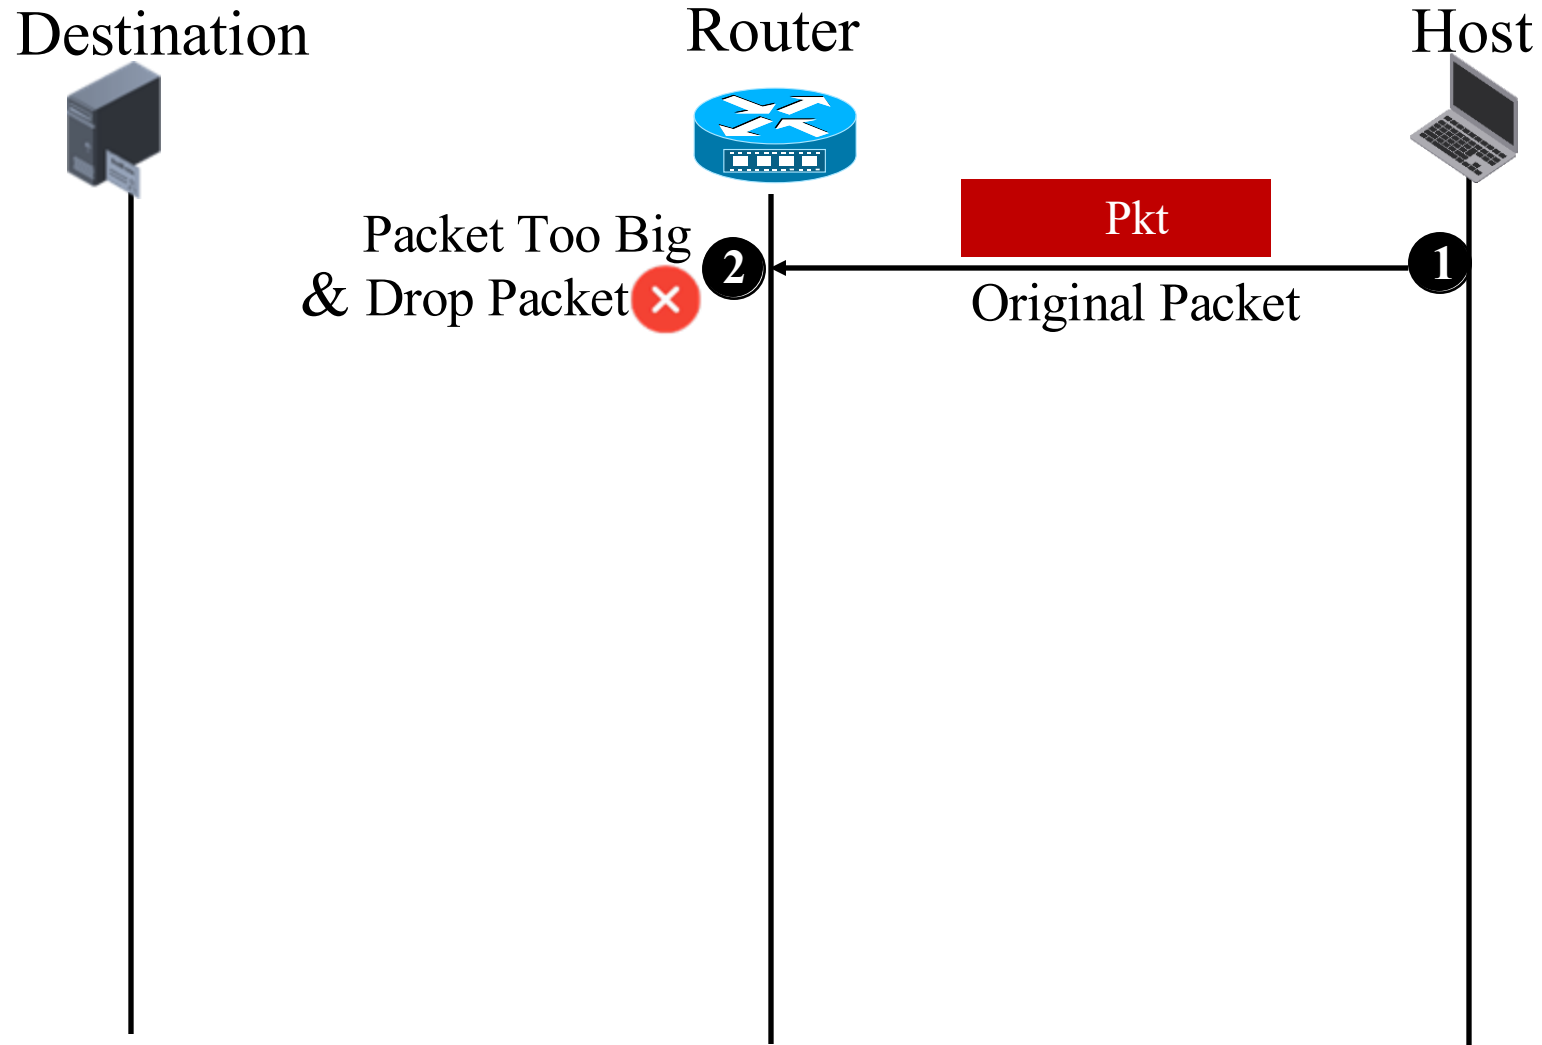 Destination
Router
Host
Pkt
Packet Too Big
& Drop Packet
2
1
Original Packet